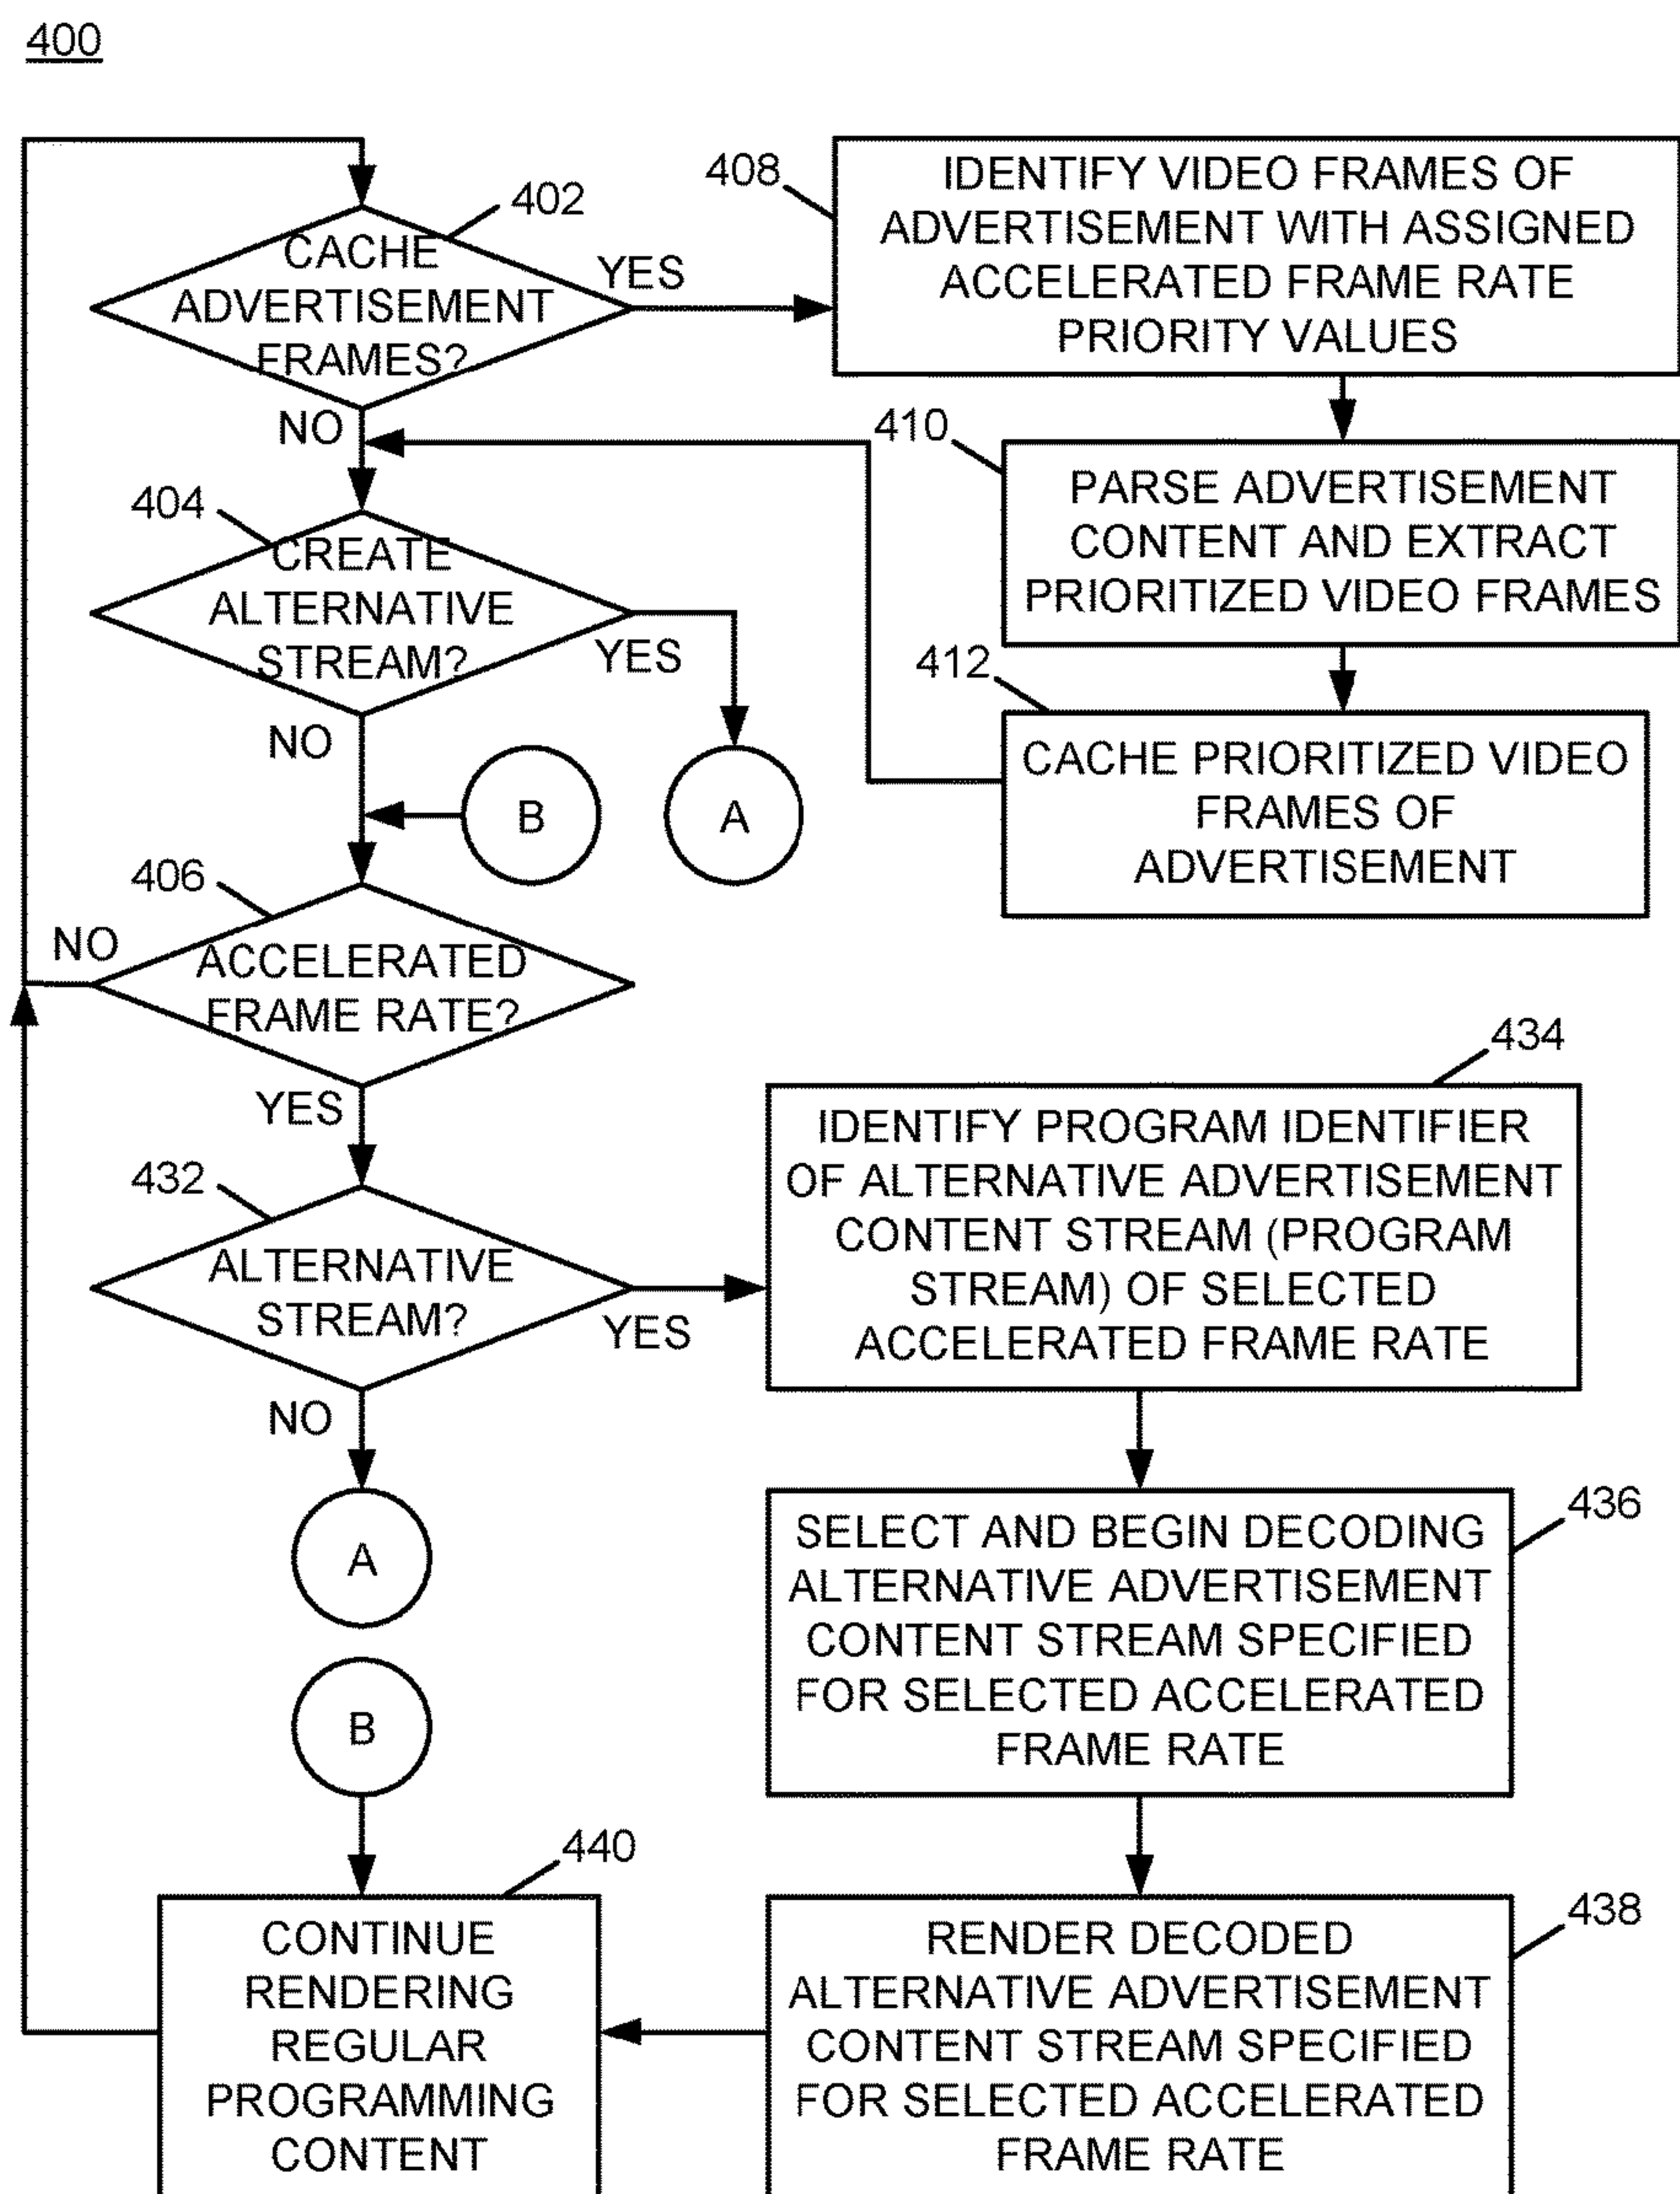 400
402
CACHE
ADVERTISEMENT
FRAMES?
YES
NO
408
IDENTIFY VIDEO FRAMES OF
ADVERTISEMENT WITH ASSIGNED
ACCELERATED FRAME RATE
PRIORITY VALUES
410
PARSE ADVERTISEMENT
CONTENT AND EXTRACT
PRIORITIZED VIDEO FRAMES
412
CACHE PRIORITIZED VIDEO
FRAMES OF
ADVERTISEMENT
404
CREATE
ALTERNATIVE
STREAM?
YES
NO
B
A
406
ACCELERATED
FRAME RATE?
NO
YES
432
ALTERNATIVE
STREAM?
YES
NO
A
B
434
IDENTIFY PROGRAM IDENTIFIER
OF ALTERNATIVE ADVERTISEMENT
CONTENT STREAM (PROGRAM
STREAM) OF SELECTED
ACCELERATED FRAME RATE
436
SELECT AND BEGIN DECODING
ALTERNATIVE ADVERTISEMENT
CONTENT STREAM SPECIFIED
FOR SELECTED ACCELERATED
FRAME RATE
438
RENDER DECODED
ALTERNATIVE ADVERTISEMENT
CONTENT STREAM SPECIFIED
FOR SELECTED ACCELERATED
FRAME RATE
440
CONTINUE
RENDERING
REGULAR
PROGRAMMING
CONTENT